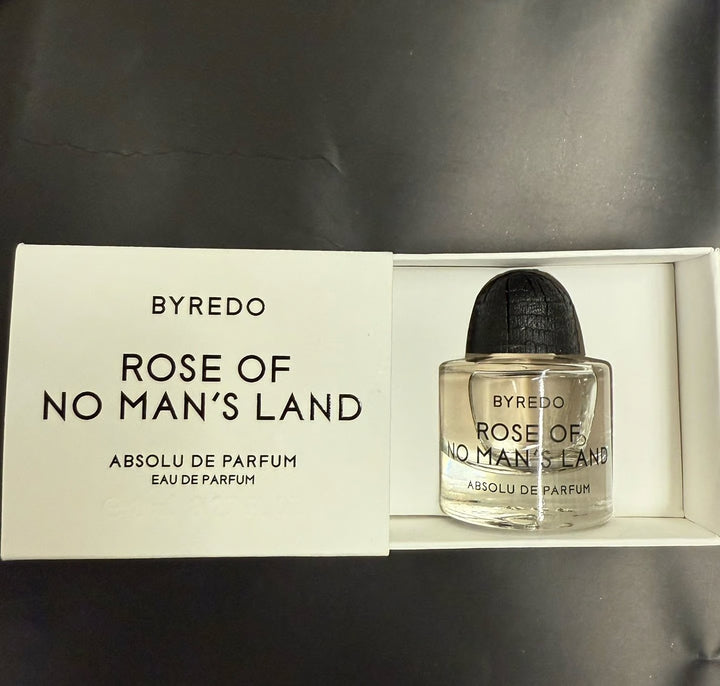 BYREDO
ROSE OF
NO MAN'S LAND
ABSOLU DE PARFUM
EAU DE PARFUM
BYREDO
ROSE OF
NO MAN'S LAND
ABSOLU DE PARFUM